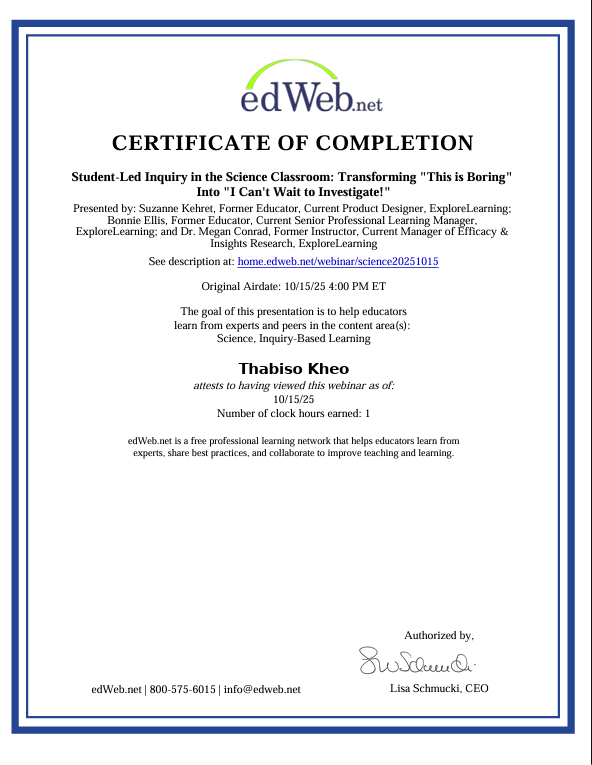 edWeb.net
CERTIFICATE OF COMPLETION
Student-Led Inquiry in the Science Classroom: Transforming "This is Boring"
Into "I Can't Wait to Investigate!"
Presented by: Suzanne Kehret, Former Educator, Current Product Designer, ExploreLearning;
Bonnie Ellis, Former Educator, Current Senior Professional Learning Manager,
ExploreLearning; and Dr. Megan Conrad, Former Instructor, Current Manager of Efficacy &
Insights Research, ExploreLearning
See description at: home.edweb.net/webinar/science20251015
Original Airdate: 10/15/25 4:00 PM ET
The goal of this presentation is to help educators
learn from experts and peers in the content area(s):
Science, Inquiry-Based Learning
Thabiso Kheo
attests to having viewed this webinar as of:
10/15/25
Number of clock hours earned: 1
edWeb.net is a free professional learning network that helps educators learn from
experts, share best practices, and collaborate to improve teaching and learning.
Authorized by,
Lisa Schmucki, CEO
edWeb.net | 800-575-6015 | info@edweb.net